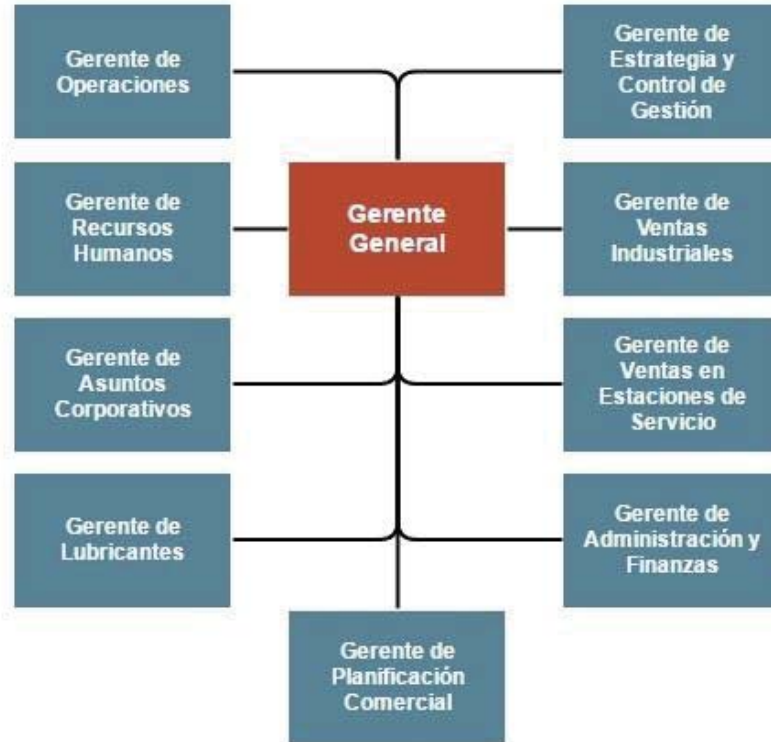 Gerente de
Operaciones
Gerente de
Estrategia y
Control de
Gestión
Gerente de
Recursos
Humanos
Gerente
General
Gerente de
Ventas
Industriales
Gerente de
Asuntos
Corporativos
Gerente de
Ventas en
Estaciones de
Servicio
Gerente de
Lubricantes
Gerente de
Administración y
Finanzas
Gerente de
Planificación
Comercial